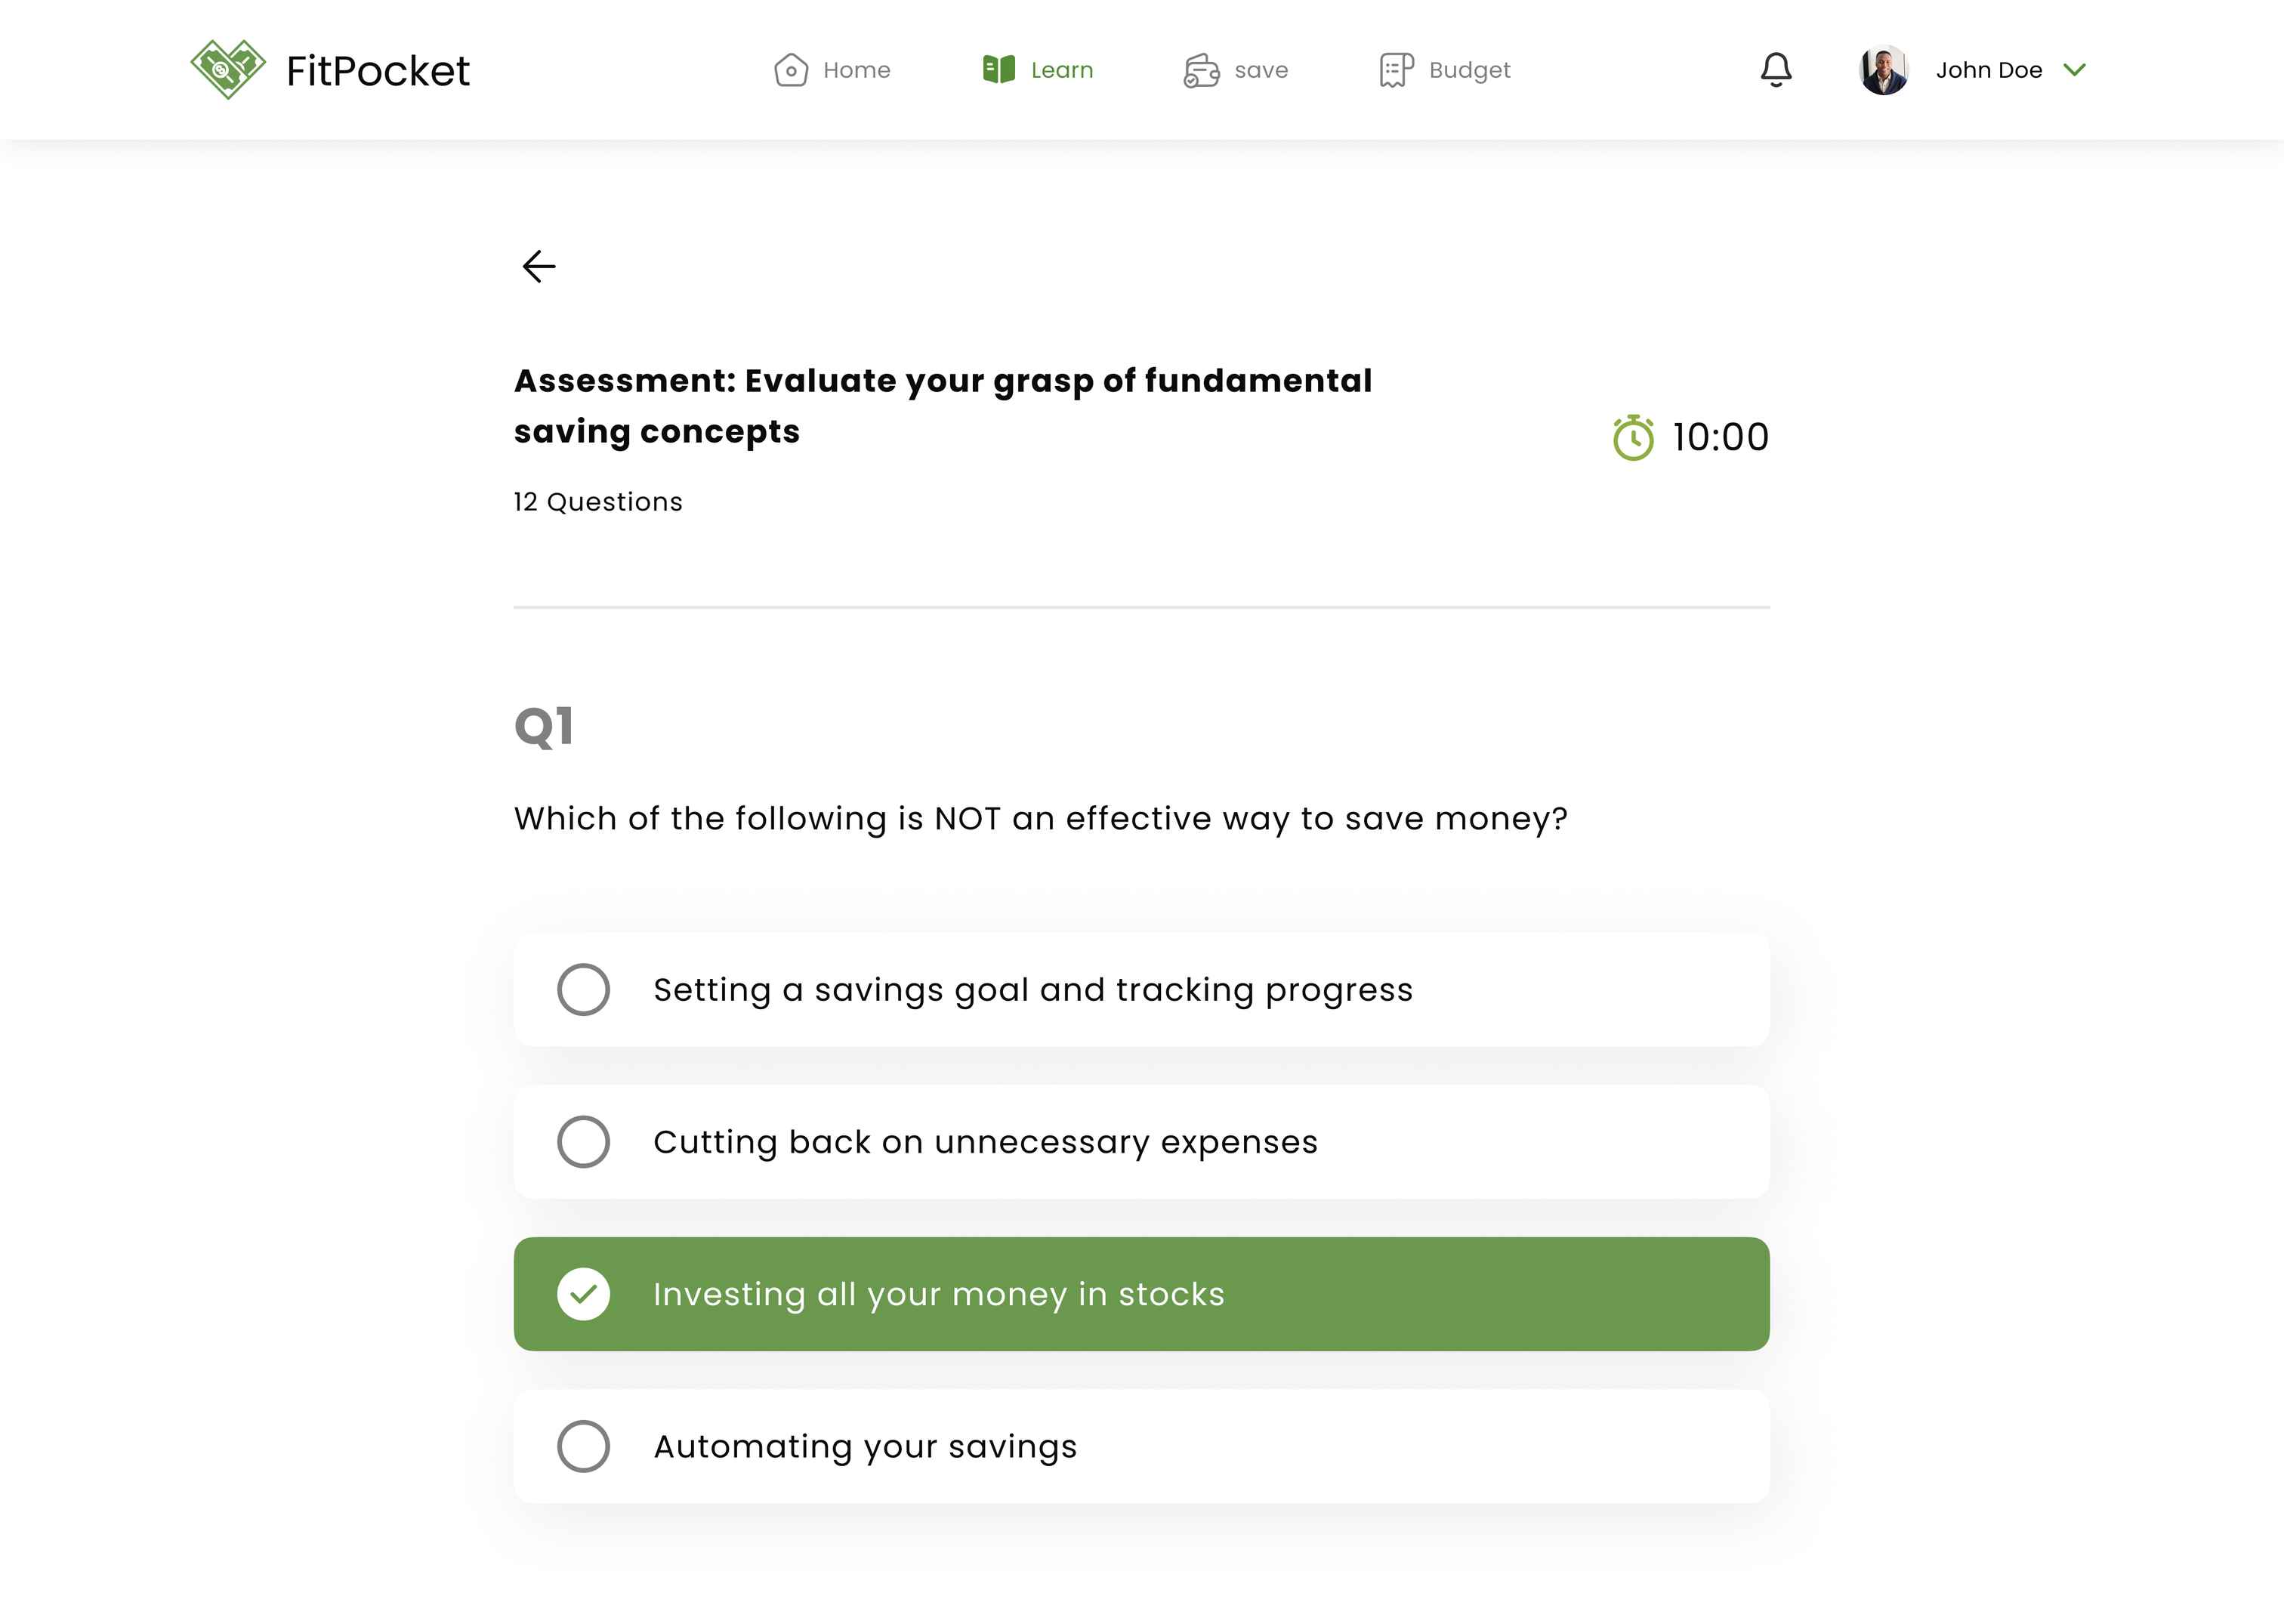 FitPocket
Home
Learn
save
Budget
John Doe
Assessment: Evaluate your grasp of fundamental
saving concepts
10:00
12 Questions
Q1
Which of the following is NOT an effective way to save money?
Setting a savings goal and tracking progress
Cutting back on unnecessary expenses
Investing all your money in stocks
Automating your savings